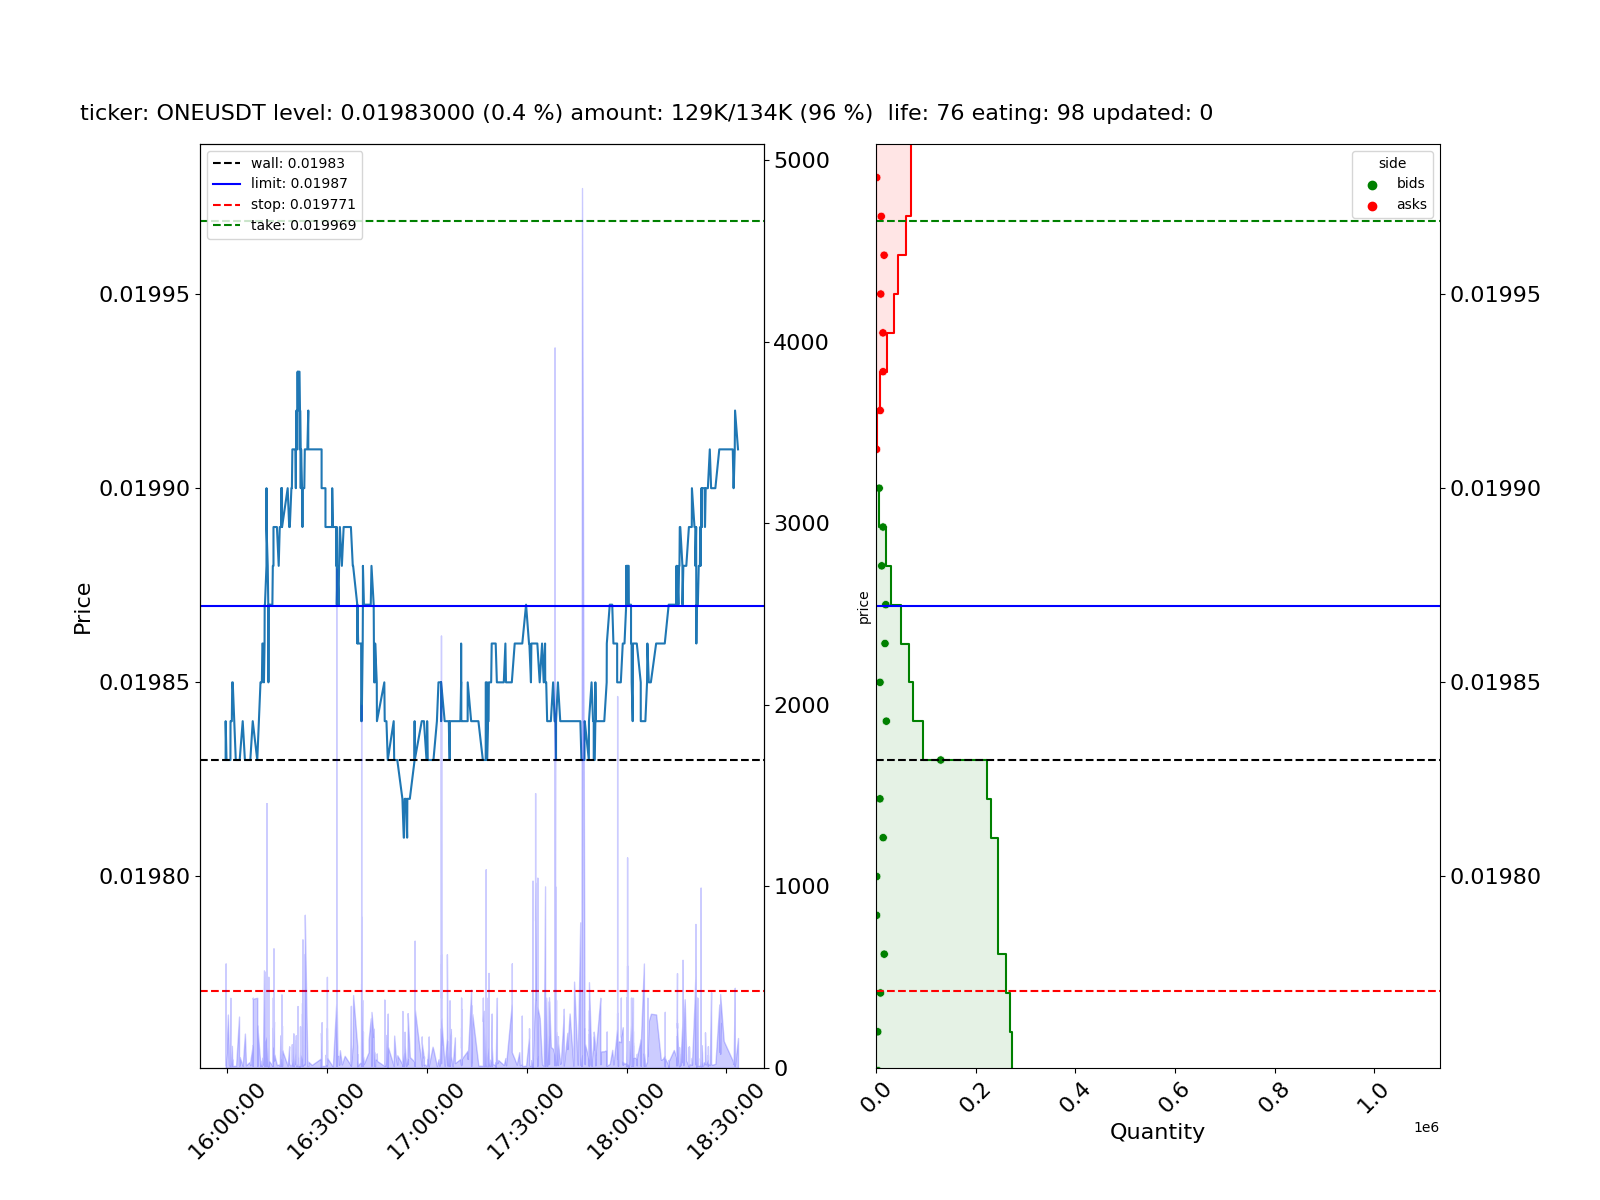 ticker: ONEUSDT level: 0.01983000 (0.4 %) amount: 129K/134K (96 %)  life: 76 eating: 98 updated: 0
wall: 0.01983
limit: 0.01987
stop: 0.019771
take: 0.019969
Price
0.01995
0.01990
0.01985
0.01980
5000
4000
3000
2000
1000
0
16:00:00
16:30:00
17:00:00
17:30:00
18:00:00
18:30:00
side
bids
asks
price
0.01995
0.01990
0.01985
0.01980
0.0
0.2
0.4
0.6
0.8
1.0
1e6
Quantity